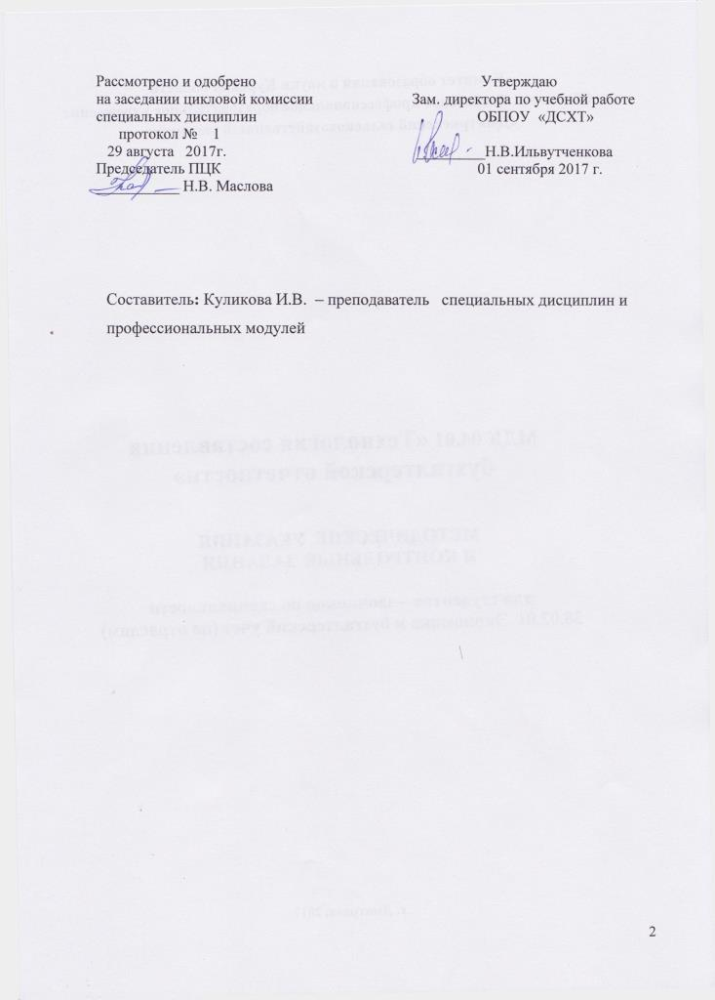 Рассмотрено и одобрено
на заседании цикловой комиссии
специальных дисциплин
протокол № 1
29 августа 2017г.
Председатель ПЦК
Н.В. Маслова
Утверждаю
Зам. директора по учебной работе
ОБПОУ «ДСХТ»
Н.В.Ильвутченкова
01 сентября 2017 г.
Составитель: Куликова И.В. – преподаватель специальных дисциплин и
профессиональных модулей
2